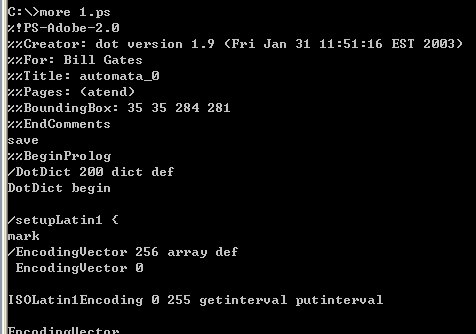 C:\>more 1.ps
%!PS-Adobe-2.0
%%Creator: dot version 1.9 (Fri Jan 31 11:51:16 EST 2003)
%%For: Bill Gates
%%Title: automata_0
%%Pages: (atend)
%%BoundingBox: 35 35 284 281
%%EndComments
save
%%BeginProlog
/DotDict 200 dict def
DotDict begin
/setupLatin1 {
mark
/EncodingVector 256 array def
 EncodingVector 0
ISOLatin1Encoding 0 255 getinterval putinterval
EncodingVector